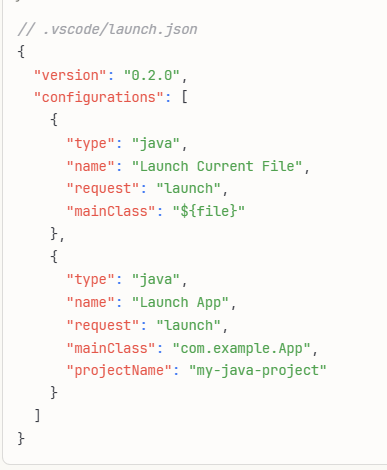 // .vscode/launch.json
{
  "version": "0.2.0",
  "configurations": [
    {
      "type": "java",
      "name": "Launch Current File",
      "request": "launch",
      "mainClass": "${file}"
    },
    {
      "type": "java",
      "name": "Launch App",
      "request": "launch",
      "mainClass": "com.example.App",
      "projectName": "my-java-project"
    }
  ]
}